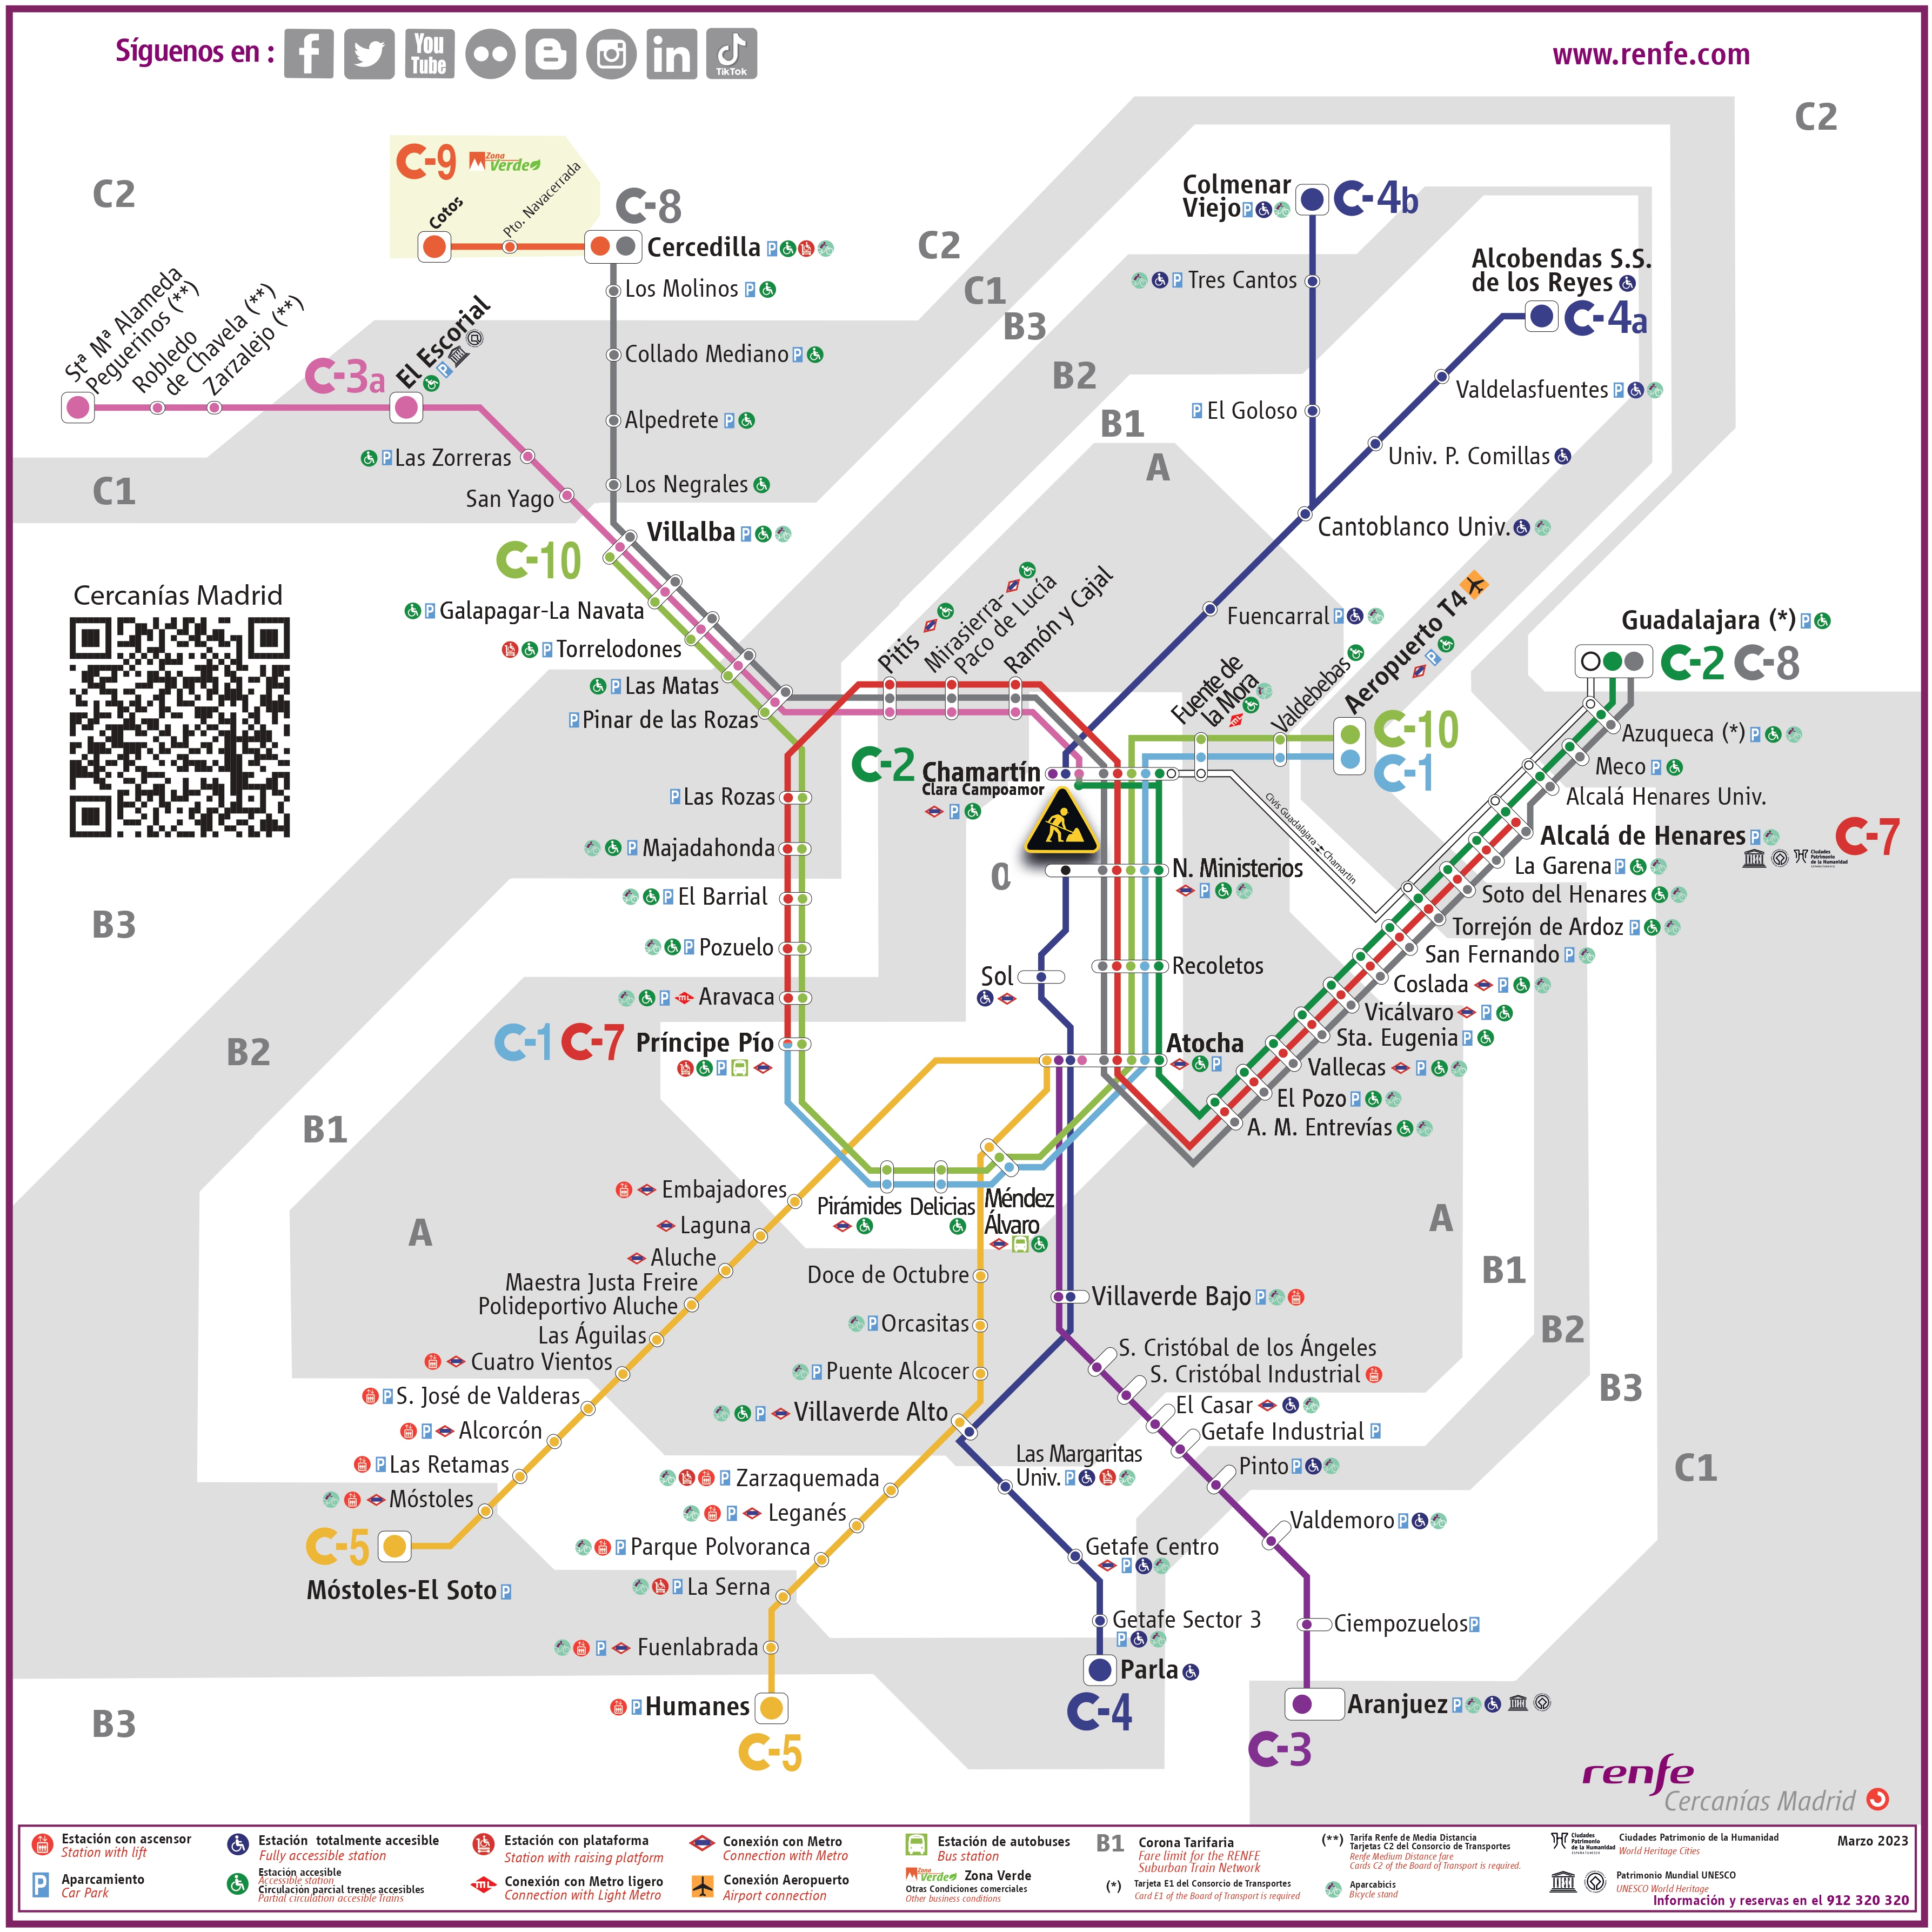 Síguenos en :
You
Tube
TikTok
www.renfe.com
C2
C2
C-9
Zona
Verde
Cotos
Pto. Navacerrada
C-8
Cercedilla
Los Molinos
Collado Mediano
Alpedrete
Los Negrales
Villalba
C2
C1
B3
B2
B1
A
Colmenar
Viejo
C-4b
Tres Cantos
El Goloso
Alcobendas S.S.
de los Reyes
C-4a
Valdelasfuentes
Univ. P. Comillas
Cantoblanco Univ.
Fuencarral
Stª Mª Alameda
Peguerinos (**)
Robledo
de Chavela (**)
Zarzalejo (**)
C-3a
El Escorial
Las Zorreras
San Yago
C1
C-10
Galapagar-La Navata
Torrelodones
Las Matas
Pinar de las Rozas
Cercanías Madrid
Pitis
Mirasierra-
Paco de Lucía
Ramón y Cajal
Fuente de
la Mora
Valdebebas
Aeropuerto T4
C-10
C-1
Guadalajara (*)
C-2 C-8
Azuqueca (*)
Meco
Alcalá Henares Univ.
Alcalá de Henares
C-7
Ciudades
Patrimonio
de la Humanidad
La Garena
Soto del Henares
Torrejón de Ardoz
San Fernando
Coslada
Vicálvaro
Sta. Eugenia
Vallecas
El Pozo
A. M. Entrevías
C-2
Chamartín
Clara Campoamor
Civis Guadalajara
Chamartín
0
N. Ministerios
Sol
Recoletos
Atocha
Las Rozas
Majadahonda
El Barrial
Pozuelo
Aravaca
C-1 C-7 Príncipe Pío
B3
B2
B1
A
Pirámides
Delicias
Méndez
Álvaro
Embajadores
Laguna
Aluche
Maestra Justa Freire
Polideportivo Aluche
Las Águilas
Cuatro Vientos
S. José de Valderas
Alcorcón
Las Retamas
Móstoles
C-5
Móstoles-El Soto
Doce de Octubre
Orcasitas
Puente Alcocer
Villaverde Alto
Zarzaquemada
Leganés
Parque Polvoranca
La Serna
Fuenlabrada
Humanes
C-5
Las Margaritas
Univ.
Getafe Centro
Getafe Sector 3
Parla
C-4
Villaverde Bajo
S. Cristóbal de los Ángeles
S. Cristóbal Industrial
El Casar
Getafe Industrial
Pinto
Valdemoro
Ciempozuelos
Aranjuez
C-3
A
B1
B2
B3
C1
B3
renfe
Cercanías Madrid
Estación con ascensor
Station with lift
Aparcamiento
Car Park
Estación totalmente accesible
Fully accessible station
Estación accesible
Accessible station
Circulación parcial trenes accesibles
Partial circulation accesible trains
Estación con plataforma
Station with raising platform
Conexión con Metro ligero
Connection with Light Metro
Conexión con Metro
Connection with Metro
Conexión Aeropuerto
Airport connection
Estación de autobuses
Bus station
Zona
Verde
Zona Verde
Otras Condiciones comerciales
Other business conditions
B1
Corona Tarifaria
Fare limit for the RENFE
Suburban Train Network
(*) Tarjeta E1 del Consorcio de Transportes
Card E1 of the Board of Transport is required
(**) Tarifa Renfe de Media Distancia
Tarjetas C2 del Consorcio de Transportes
Renfe Medium Distance fare
Cards C2 of the Board of Transport is required.
Aparcabicis
Bicycle stand
Ciudades
Patrimonio
de la Humanidad
Ciudades Patrimonio de la Humanidad
World Heritage Cities
Patrimonio Mundial UNESCO
UNESCO World Heritage
Marzo 2023
Información y reservas en el 912 320 320